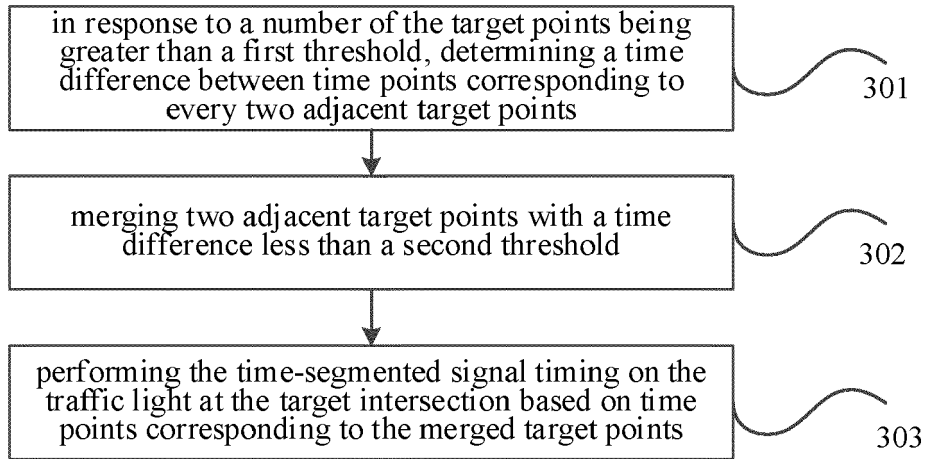 in response to a number of the target points being
greater than a first threshold, determining a time
difference between time points corresponding to
every two adjacent target points
301
merging two adjacent target points with a time
difference less than a second threshold
302
performing the time-segmented signal timing on the
traffic light at the target intersection based on time
points corresponding to the merged target points
303